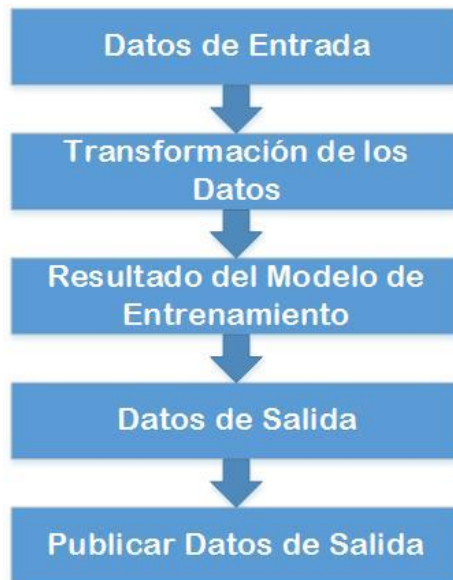 Datos de Entrada
Transformación de los
Datos
Resultado del Modelo de
Entrenamiento
Datos de Salida
Publicar Datos de Salida